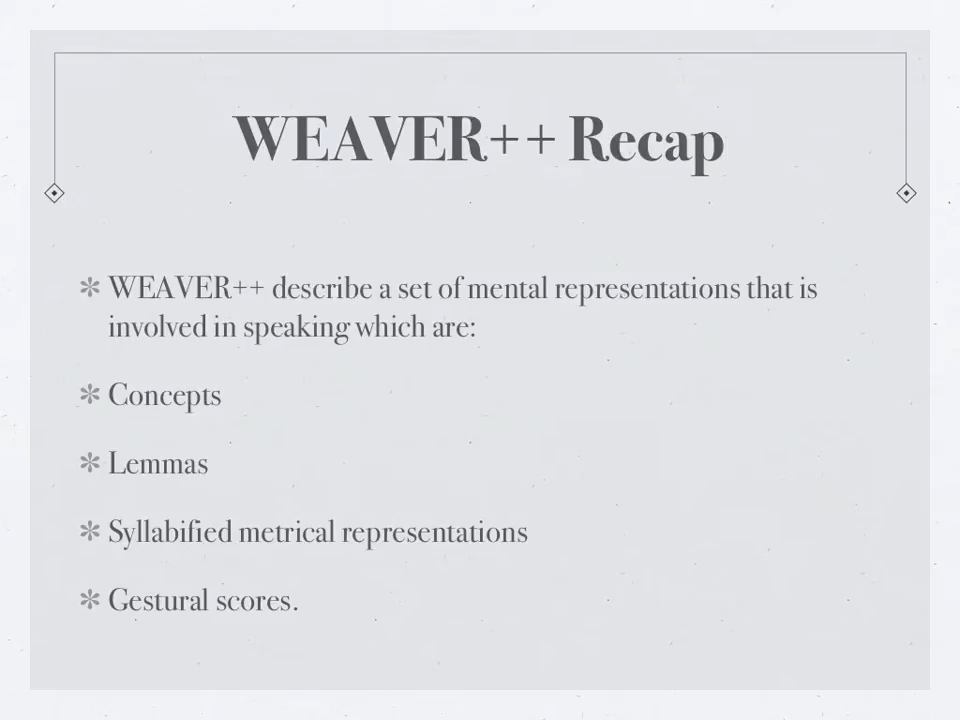 WEAVER++ Recap
WEAVER++ describe a set of mental representations that is
involved in speaking which are:
Concepts
Lemmas
Syllabified metrical representations
Gestural scores.